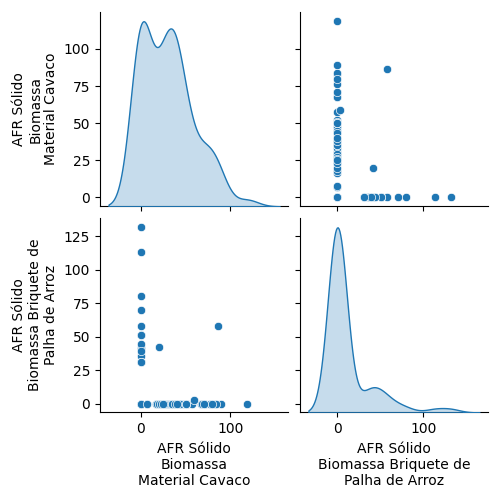 AFR Sólido
Biomassa
Material Cavaco
100
75
50
25
0
AFR Sólido
Biomassa Briquete de
Palha de Arroz
125
100
75
50
25
0
0
100
AFR Sólido
Biomassa
Material Cavaco
0
100
AFR Sólido
Biomassa Briquete de
Palha de Arroz